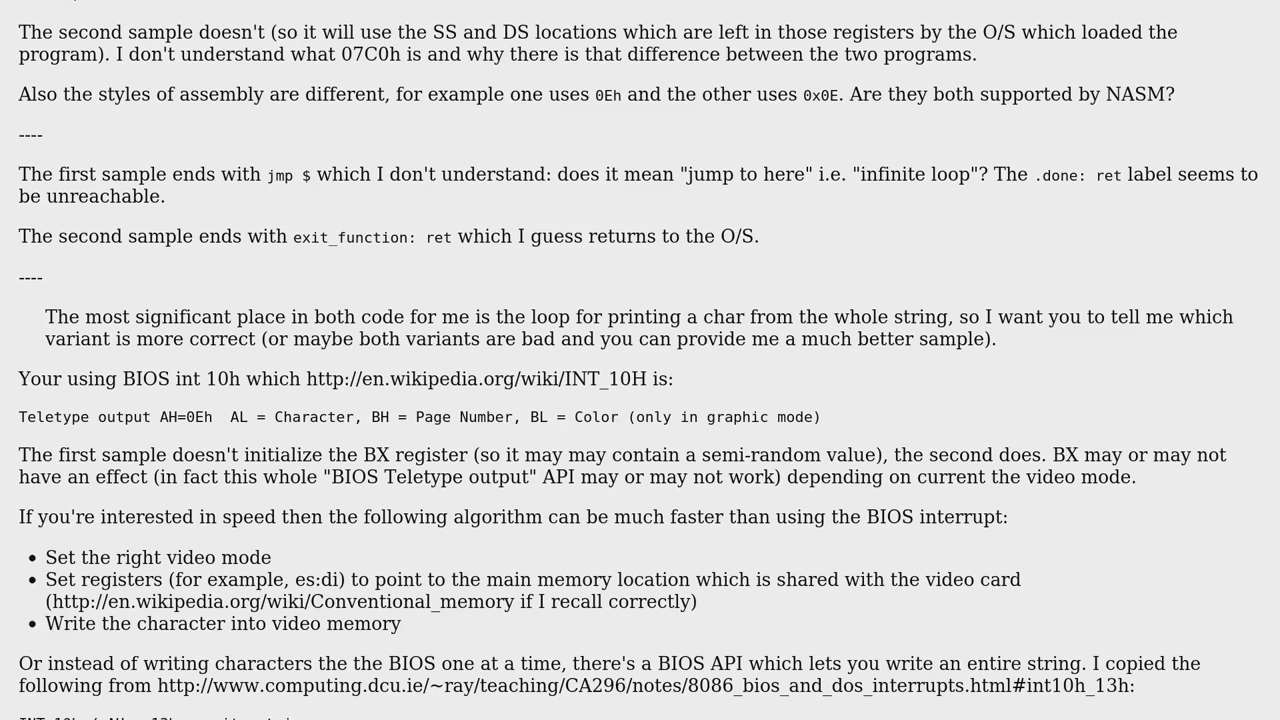 The second sample doesn't (so it will use the SS and DS locations which are left in those registers by the O/S which loaded the
program). I don't understand what 07C0h is and why there is that difference between the two programs.
Also the styles of assembly are different, for example one uses 0Eh and the other uses 0x0E. Are they both supported by NASM?
----
The first sample ends with jmp $ which I don't understand: does it mean "jump to here" i.e. "infinite loop"? The .done: ret label seems to
be unreachable.
The second sample ends with exit_function: ret which I guess returns to the O/S.
----
The most significant place in both code for me is the loop for printing a char from the whole string, so I want you to tell me which
variant is more correct (or maybe both variants are bad and you can provide me a much better sample).
Your using BIOS int 10h which http://en.wikipedia.org/wiki/INT_10H is:
Teletype output AH=0Eh  AL = Character, BH = Page Number, BL = Color (only in graphic mode)
The first sample doesn't initialize the BX register (so it may may contain a semi-random value), the second does. BX may or may not
have an effect (in fact this whole "BIOS Teletype output" API may or may not work) depending on current the video mode.
If you're interested in speed then the following algorithm can be much faster than using the BIOS interrupt:
• Set the right video mode
• Set registers (for example, es:di) to point to the main memory location which is shared with the video card
(http://en.wikipedia.org/wiki/Conventional_memory if I recall correctly)
• Write the character into video memory
Or instead of writing characters the the BIOS one at a time, there's a BIOS API which lets you write an entire string. I copied the
following from http://www.computing.dcu.ie/~ray/teaching/CA296/notes/8086_bios_and_dos_interrupts.html#int10h_13h: